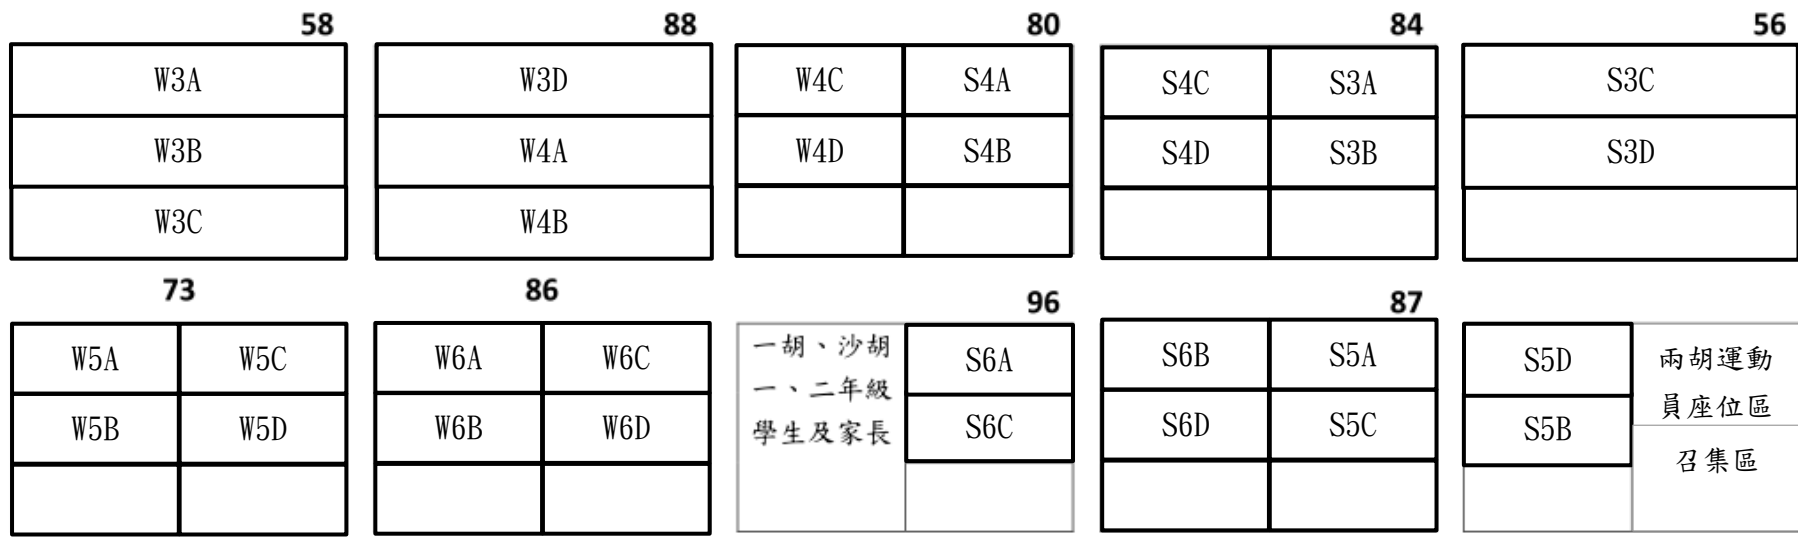 58 88 80 84 56
W3A W3D W4C S4A S4C S3A S3C
W3B W4A W4D S4B S4D S3B S3D
W3C W4B
73 86 96 87
W5A W5C W6A W6C 一胡、沙胡 S6A S6B S5A S5D 兩胡運動
一、二年級 員座位區
W5B W5D W6B W6D 學生及家長 S6C S6D S5C S5B
召集區